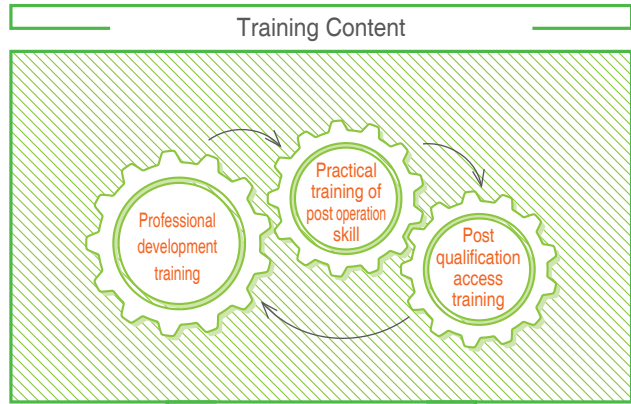 Training Content
Professional
development
training
Practical
training of
post operation
skill
Post
qualification
access
training